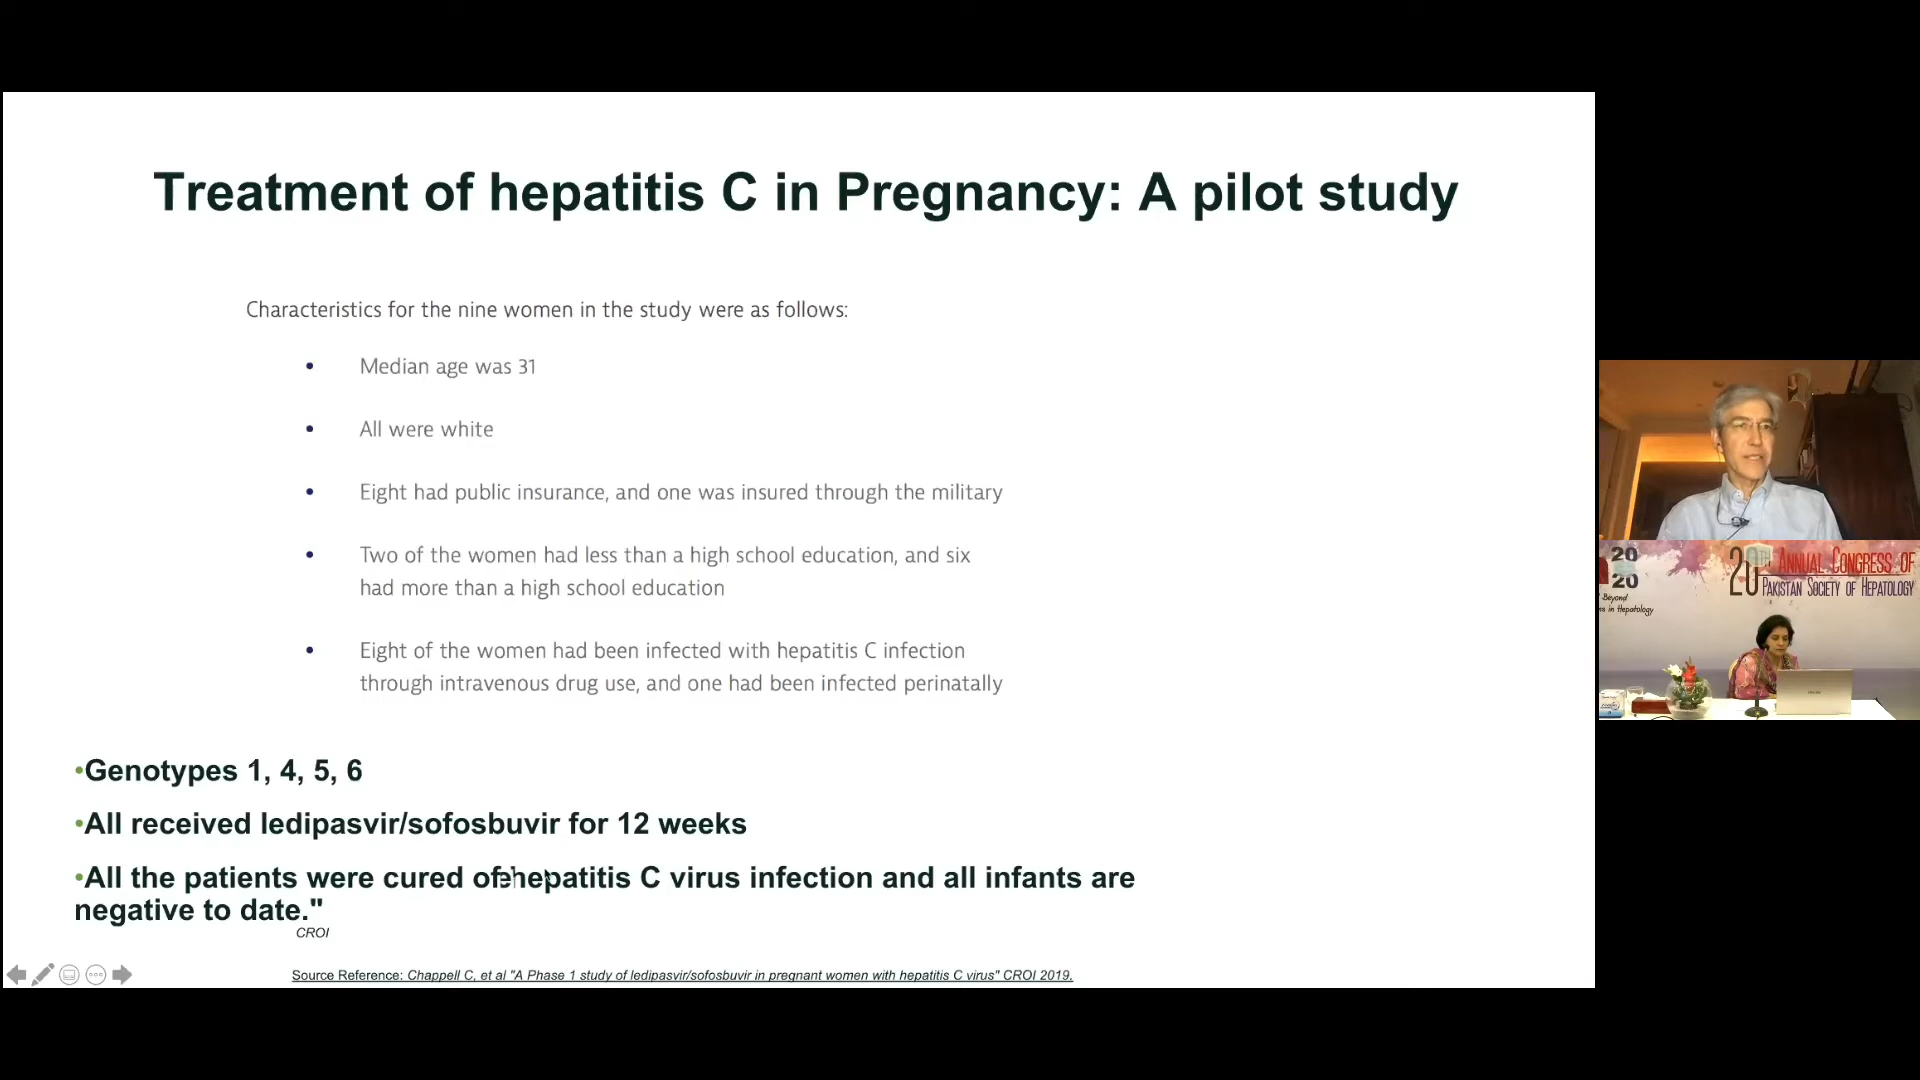 Treatment of hepatitis C in Pregnancy: A pilot study
Characteristics for the nine women in the study were as follows:
• Median age was 31
• All were white
• Eight had public insurance, and one was insured through the military
• Two of the women had less than a high school education, and six
had more than a high school education
• Eight of the women had been infected with hepatitis C infection
through intravenous drug use, and one had been infected perinatally
•Genotypes 1, 4, 5, 6
•All received ledipasvir/sofosbuvir for 12 weeks
•All the patients were cured of hepatitis C virus infection and all infants are
negative to date."
CROI
Source Reference: Chappell C, et al "A Phase 1 study of ledipasvir/sofosbuvir in pregnant women with hepatitis C virus" CROI 2019.
20
20
Beyond
in Hepatology
20TH ANNUAL CONGRESS OF
PAKISTAN SOCIETY OF HEPATOLOGY